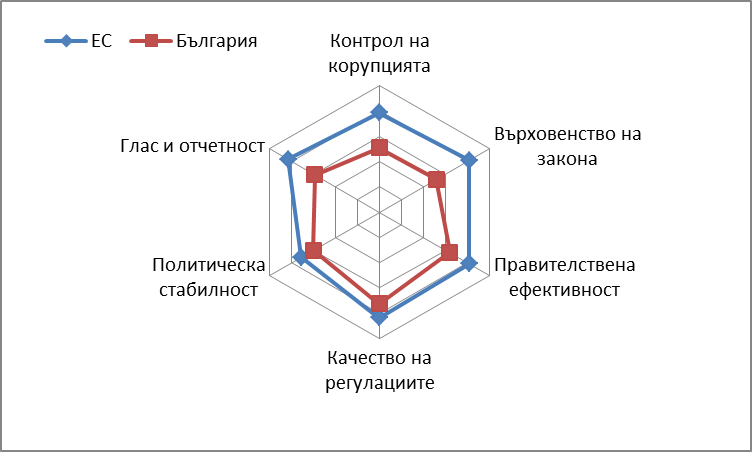 ЕС
България
Контрол на
корупцията
Върховенство на
закона
Правителствена
ефективност
Качество на
регулациите
Политическа
стабилност
Глас и отчетност